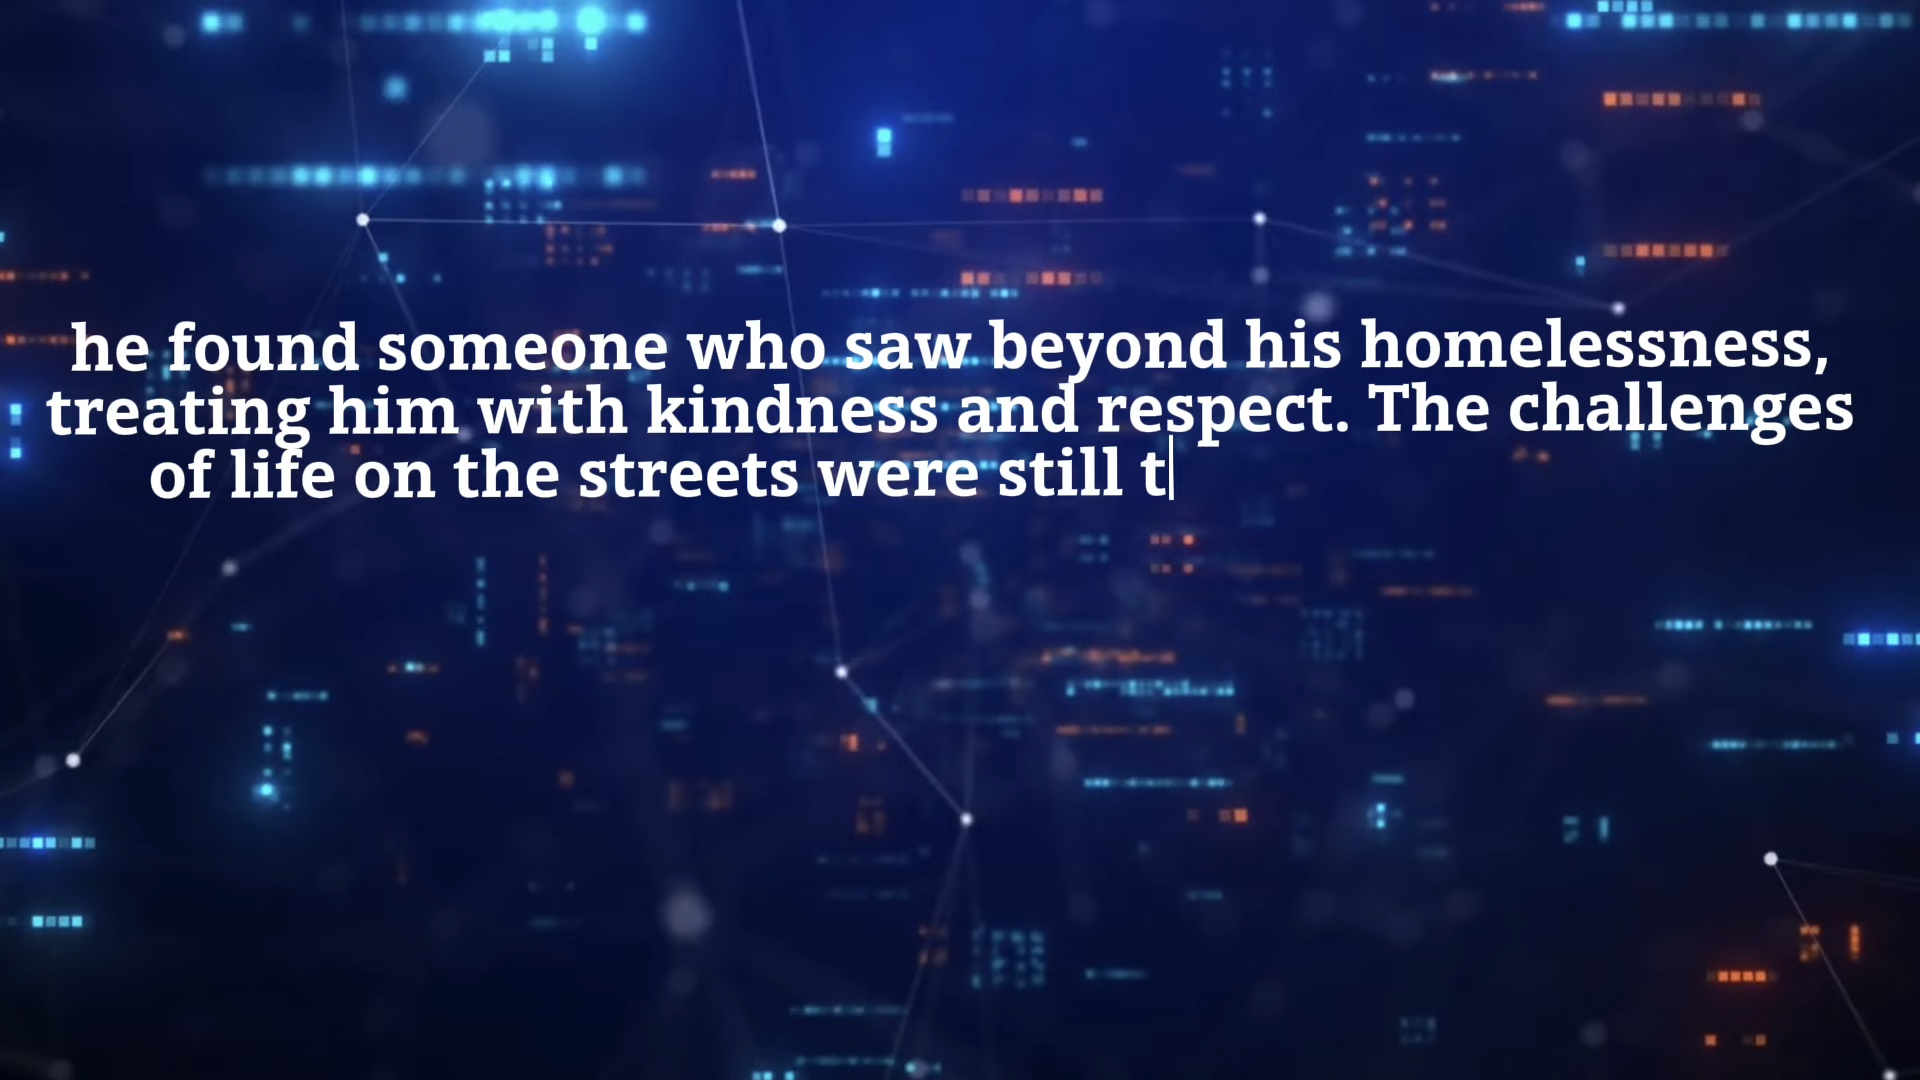 he found someone who saw beyond his homelessness,
treating him with kindness and respect. The challenges
of life on the streets were still t